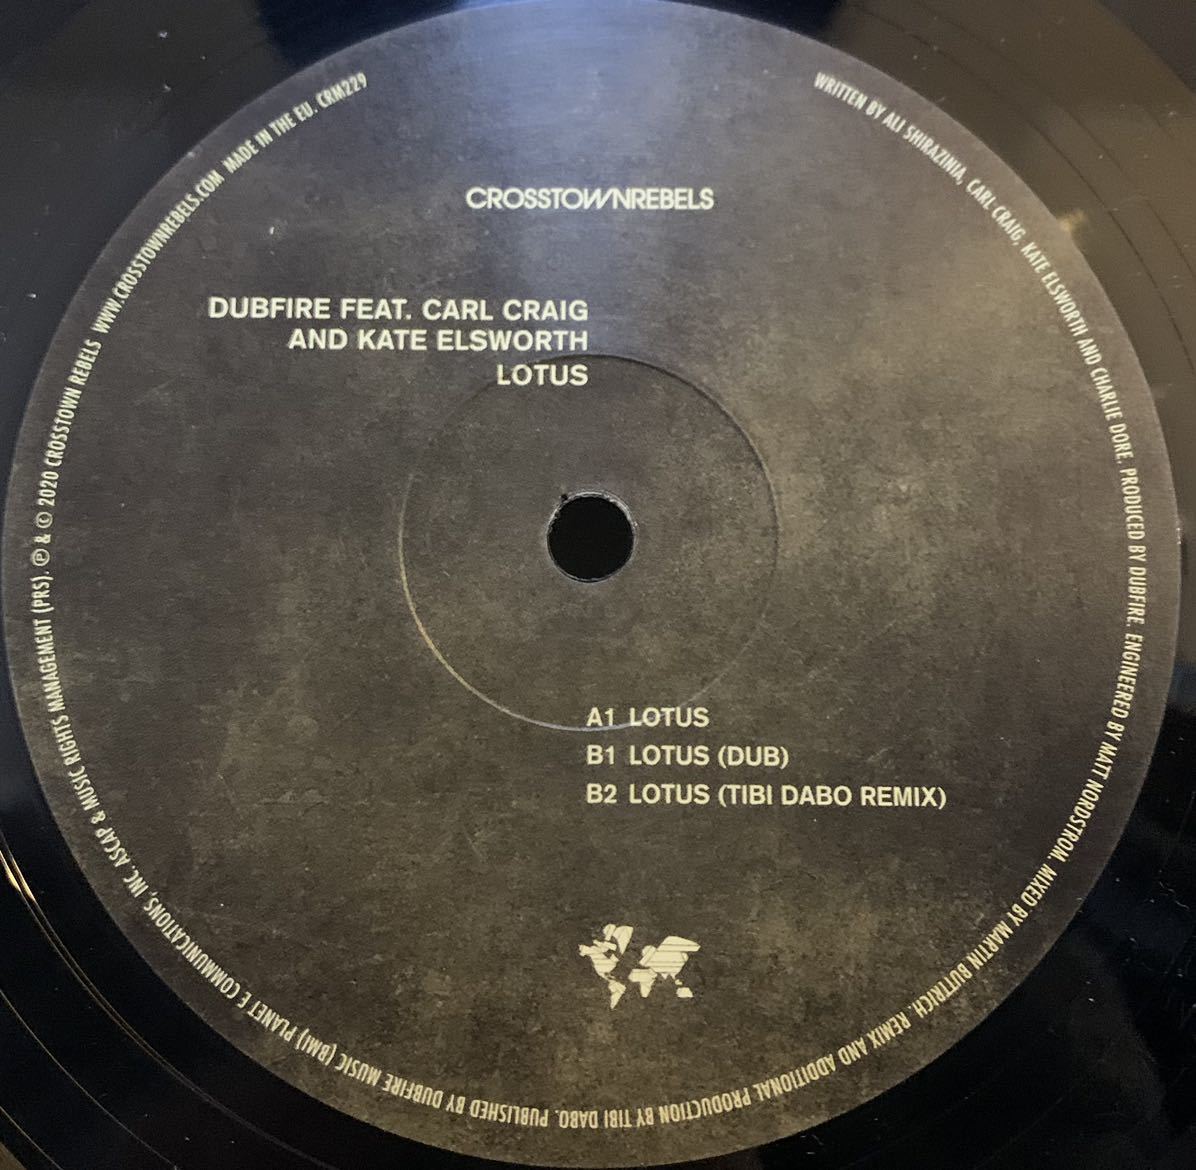 CROSSTOWNREBELS
DUBFIRE FEAT. CARL CRAIG
AND KATE ELSWORTH
LOTUS
A1 LOTUS
B1 LOTUS (DUB)
B2 LOTUS (TIBI DABO REMIX)
WRITTEN BY ALI SHIRAZINIA, CARL CRAIG, KATE ELSWORTH AND CHARLIE DORE. PRODUCED BY DUBFIRE. ENGINEERED BY MATT NORDSTROM. MIXED BY MARTIN BUTTRICH. REMIX AND ADDITIONAL PRODUCTION BY TIBI DABO. PUBLISHED BY DUBFIRE MUSIC (BMI) PLANET E COMMUNICATIONS, INC. ASCAP & MUSIC RIGHTS MANAGEMENT (PRS). ℗ & © 2020 CROSSTOWN REBELS WWW.CROSSTOWNREBELS.COM MADE IN THE EU. CRM229